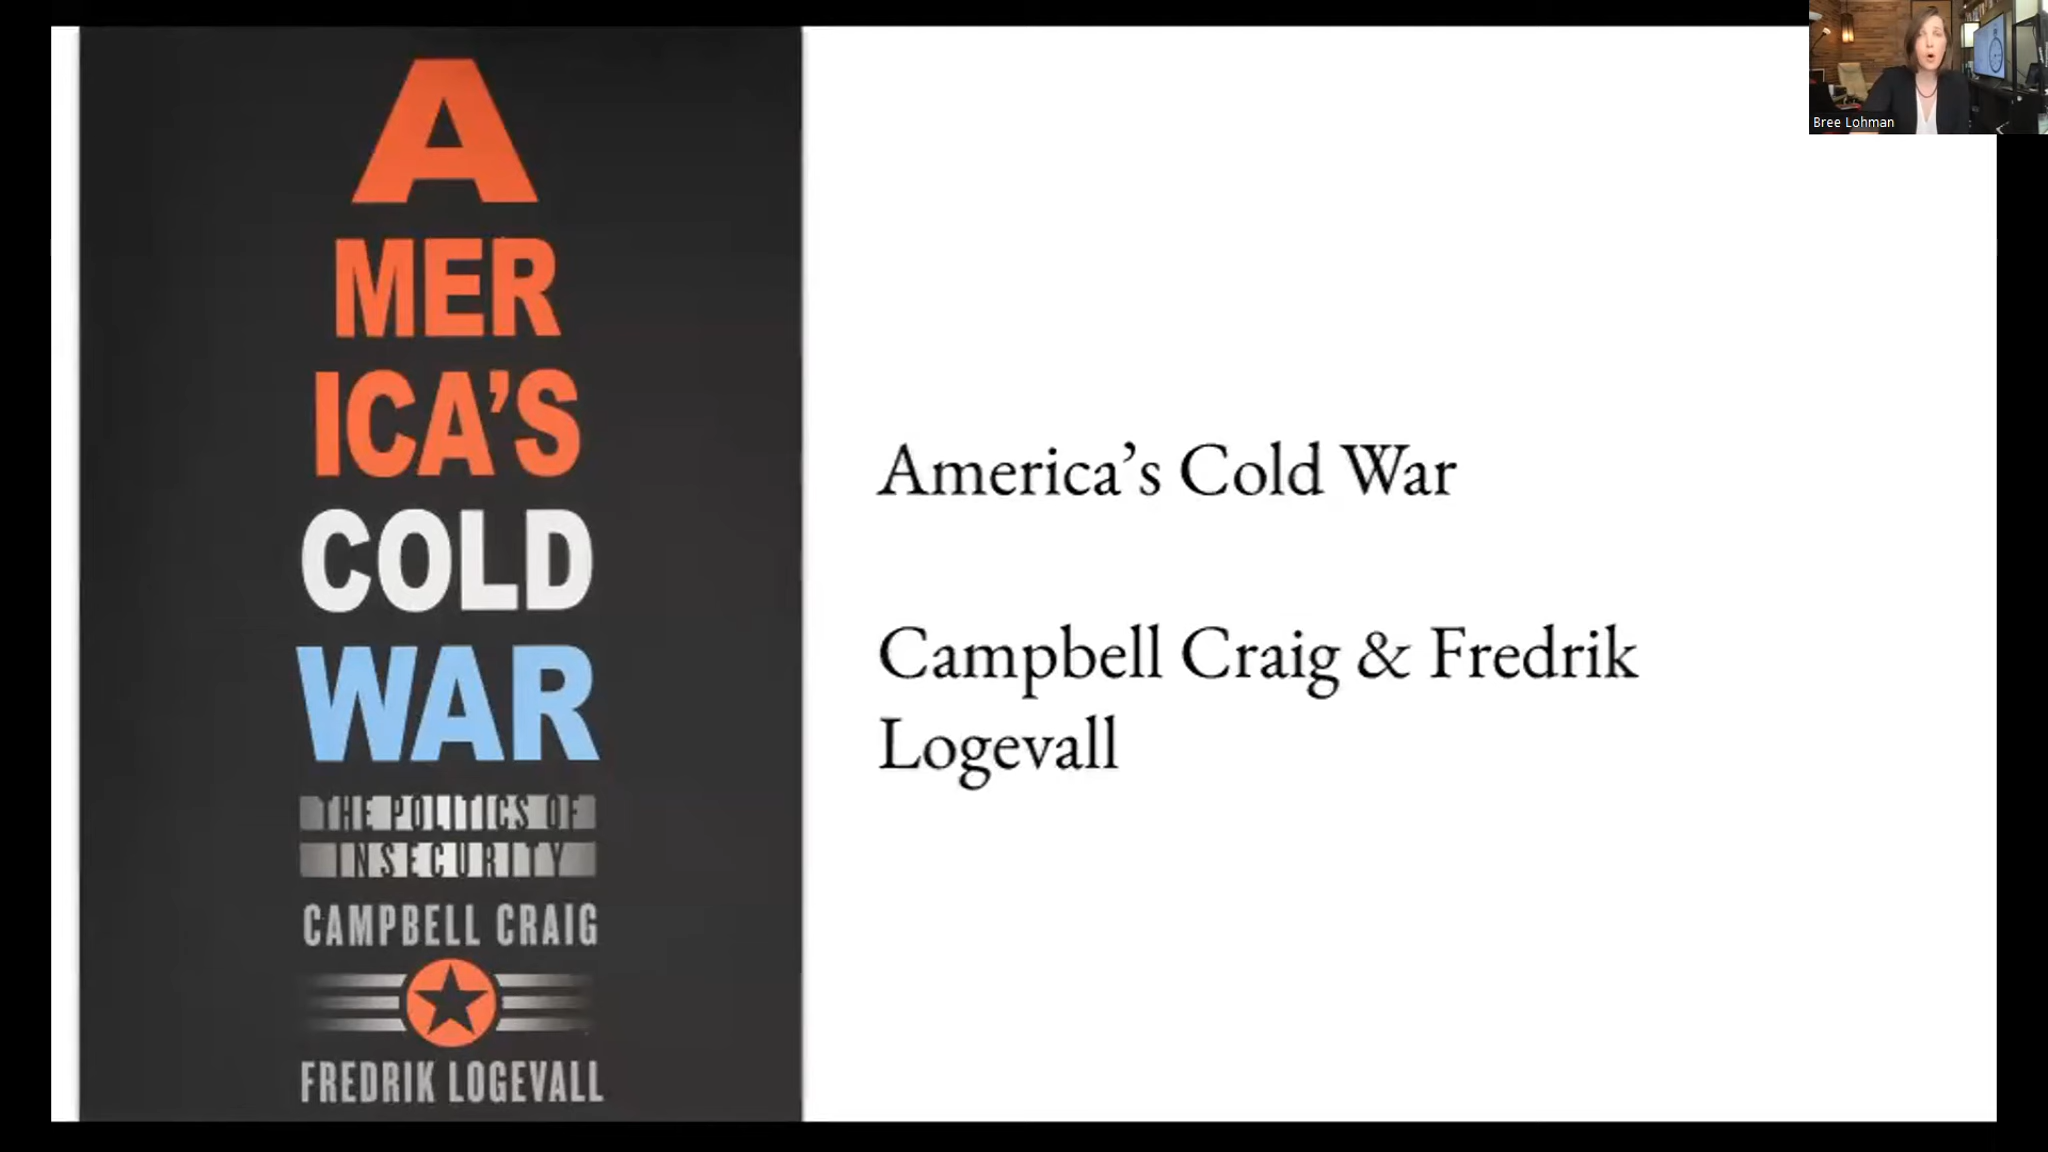 A
MER
ICA'S
COLD
WAR
THE POLITICS OF
INSECURITY
CAMPBELL CRAIG
FREDRIK LOGEVALL
America's Cold War
Campbell Craig & Fredrik
Logevall
Bree Lohman